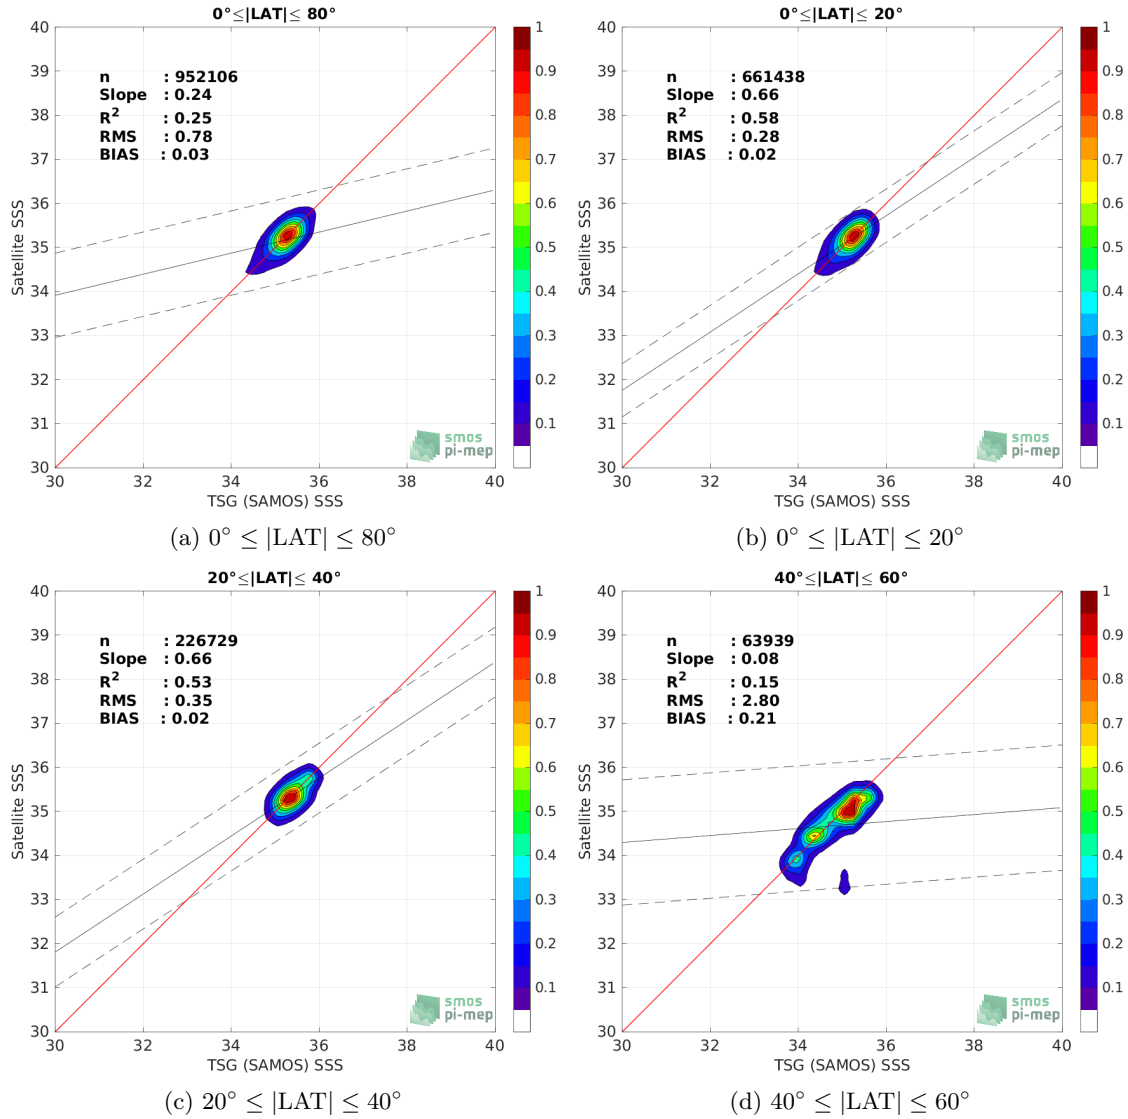 0°≤|LAT|≤ 80°
40
39
38
37
36
35
34
33
32
31
30
Satellite SSS
n : 952106
Slope : 0.24
R² : 0.25
RMS : 0.78
BIAS : 0.03
smos
pi-mep
30 32 34 36 38 40
TSG (SAMOS) SSS
1
0.9
0.8
0.7
0.6
0.5
0.4
0.3
0.2
0.1
(a) 0° ≤ |LAT| ≤ 80°
0°≤|LAT|≤ 20°
40
39
38
37
36
35
34
33
32
31
30
Satellite SSS
n : 661438
Slope : 0.66
R² : 0.58
RMS : 0.28
BIAS : 0.02
smos
pi-mep
30 32 34 36 38 40
TSG (SAMOS) SSS
1
0.9
0.8
0.7
0.6
0.5
0.4
0.3
0.2
0.1
(b) 0° ≤ |LAT| ≤ 20°
20°≤|LAT|≤ 40°
40
39
38
37
36
35
34
33
32
31
30
Satellite SSS
n : 226729
Slope : 0.66
R² : 0.53
RMS : 0.35
BIAS : 0.02
smos
pi-mep
30 32 34 36 38 40
TSG (SAMOS) SSS
1
0.9
0.8
0.7
0.6
0.5
0.4
0.3
0.2
0.1
(c) 20° ≤ |LAT| ≤ 40°
40°≤|LAT|≤ 60°
40
39
38
37
36
35
34
33
32
31
30
Satellite SSS
n : 63939
Slope : 0.08
R² : 0.15
RMS : 2.80
BIAS : 0.21
smos
pi-mep
30 32 34 36 38 40
TSG (SAMOS) SSS
1
0.9
0.8
0.7
0.6
0.5
0.4
0.3
0.2
0.1
(d) 40° ≤ |LAT| ≤ 60°